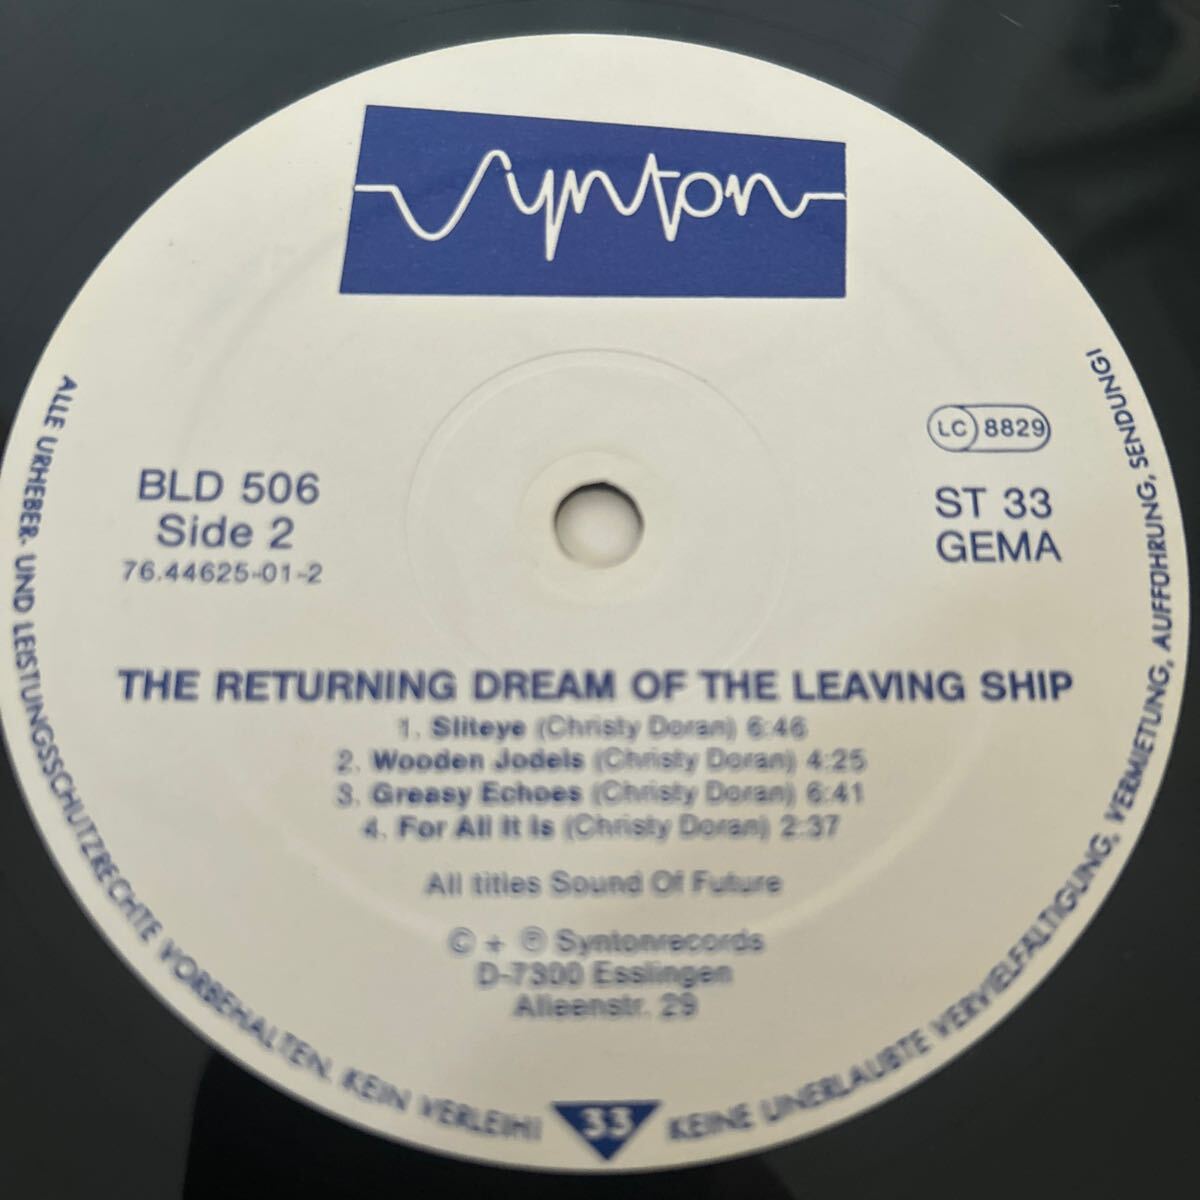 Synton
LC 8829
BLD 506
Side 2
76.44625-01-2
ST 33
GEMA
THE RETURNING DREAM OF THE LEAVING SHIP
1. Sliteye (Christy Doran) 6:46
2. Wooden Jodels (Christy Doran) 4:25
3. Greasy Echoes (Christy Doran) 6:41
4. For All It Is (Christy Doran) 2:37
All titles Sound Of Future
© + ℗ Syntonrecords
D-7300 Esslingen
Alleenstr. 29
ALLE URHEBER- UND LEISTUNGSSCHUTZRECHTE VORBEHALTEN. KEIN VERLEIH!
33
KEINE UNERLAUBTE VERVIELFÄLTIGUNG, VERMIETUNG, AUFFÜHRUNG, SENDUNG!